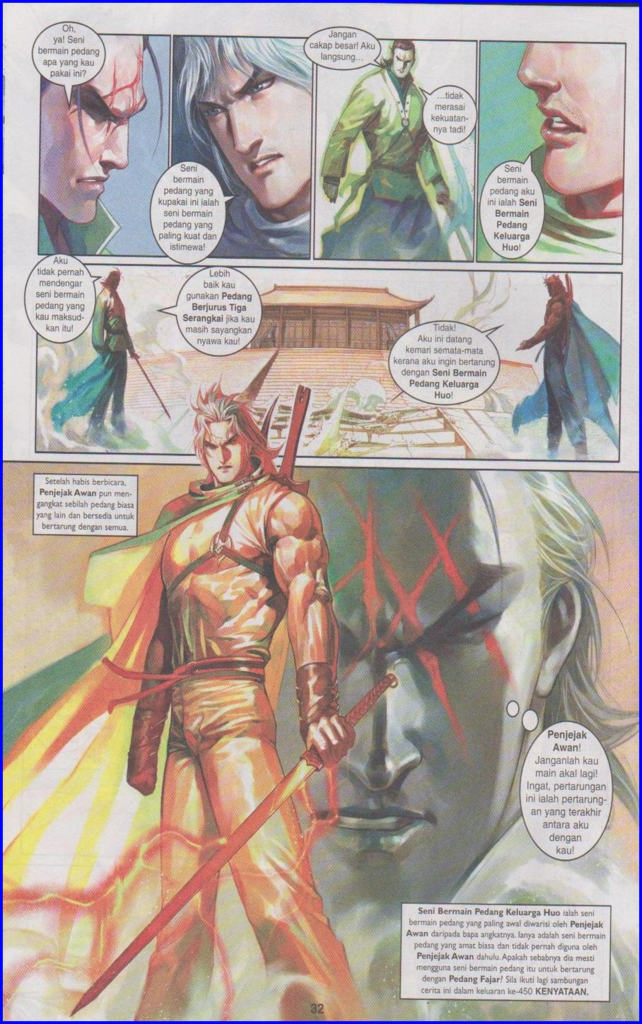 Oh,
ya! Seni
bermain pedang
apa yang kau
pakai ini?
Seni
bermain
pedang yang
kupakai ini ialah
seni bermain
pedang yang
paling kuat dan
istimewa!
Jangan
cakap besar! Aku
langsung...
...tidak
merasai
kekuatan-
nya tadi!
Seni
bermain
pedang aku
ini ialah
Seni Bermain
Pedang
Keluarga
Huo!
Aku
tidak pernah
mendengar
seni bermain
pedang yang
kau maksud-
kan itu!
Lebih
baik kau
gunakan Pedang
Berjurus Tiga
Serangkai jika kau
masih sayangkan
nyawa kau!
Tidak!
Aku ini datang
kemari semata-mata
kerana aku ingin bertarung
dengan Seni Bermain
Pedang Keluarga
Huo!
Setelah habis berbicara,
Penjejak Awan pun men-
gangkat sebilah pedang biasa
yang lain dan bersedia untuk
bertarung dengan semua.
Penjejak
Awan!
Janganlah kau
main akal lagi!
Ingat, pertarungan
ini ialah pertarung-
an yang terakhir
antara aku
dengan
kau!
Seni Bermain Pedang Keluarga Huo ialah seni
bermain pedang yang paling awal diwarisi oleh Penjejak
Awan daripada bapa angkatnya. Ianya adalah seni bermain
pedang yang amat biasa dan tidak pernah diguna oleh
Penjejak Awan dahulu. Apakah sebabnya dia mesti
mengguna seni bermain pedang itu untuk bertarung
dengan Pedang Fajar? Sila ikuti lagi sambungan
cerita ini dalam keluaran ke-450 KENYATAAN.
32